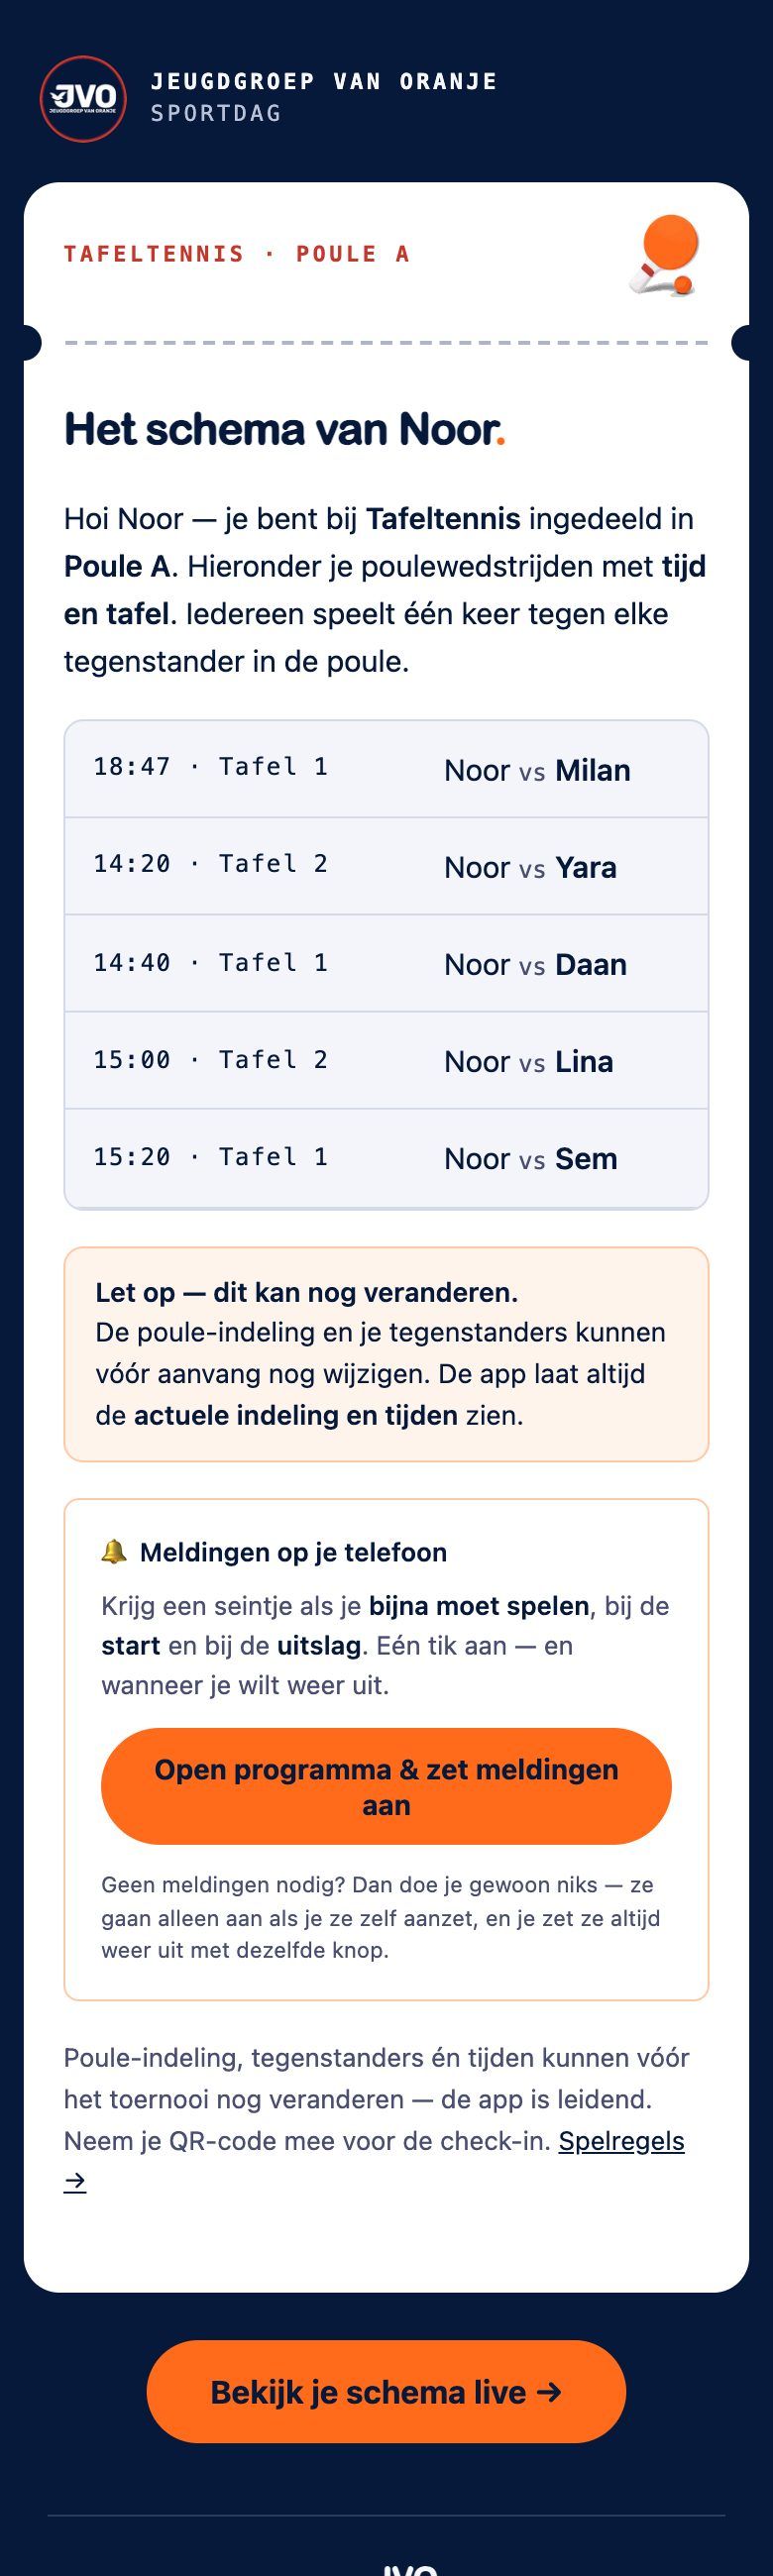 JVO
JEUGDGROEP VAN ORANJE
JEUGDGROEP VAN ORANJE
SPORTDAG
TAFELTENNIS · POULE A
Het schema van Noor.
Hoi Noor — je bent bij Tafeltennis ingedeeld in
Poule A. Hieronder je poulewedstrijden met tijd
en tafel. Iedereen speelt één keer tegen elke
tegenstander in de poule.
18:47 · Tafel 1 Noor vs Milan
14:20 · Tafel 2 Noor vs Yara
14:40 · Tafel 1 Noor vs Daan
15:00 · Tafel 2 Noor vs Lina
15:20 · Tafel 1 Noor vs Sem
Let op — dit kan nog veranderen.
De poule-indeling en je tegenstanders kunnen
vóór aanvang nog wijzigen. De app laat altijd
de actuele indeling en tijden zien.
🔔 Meldingen op je telefoon
Krijg een seintje als je bijna moet spelen, bij de
start en bij de uitslag. Eén tik aan — en
wanneer je wilt weer uit.
Open programma & zet meldingen
aan
Geen meldingen nodig? Dan doe je gewoon niks — ze
gaan alleen aan als je ze zelf aanzet, en je zet ze altijd
weer uit met dezelfde knop.
Poule-indeling, tegenstanders én tijden kunnen vóór
het toernooi nog veranderen — de app is leidend.
Neem je QR-code mee voor de check-in. Spelregels
→
Bekijk je schema live →
JVO